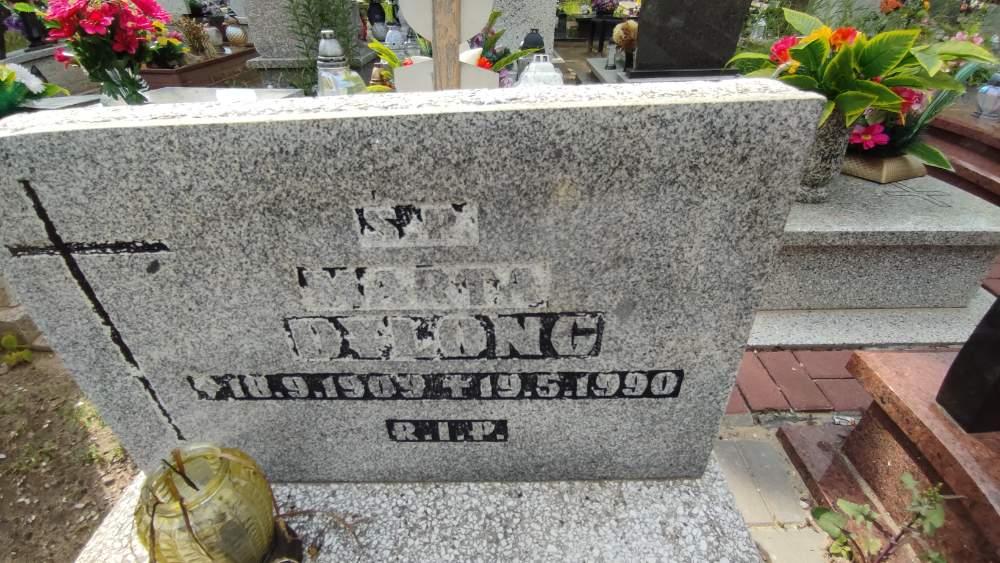 Ś.P.
MARTA
DYLONG
*18.9.1909 ✝19.5.1990
R.I.P.